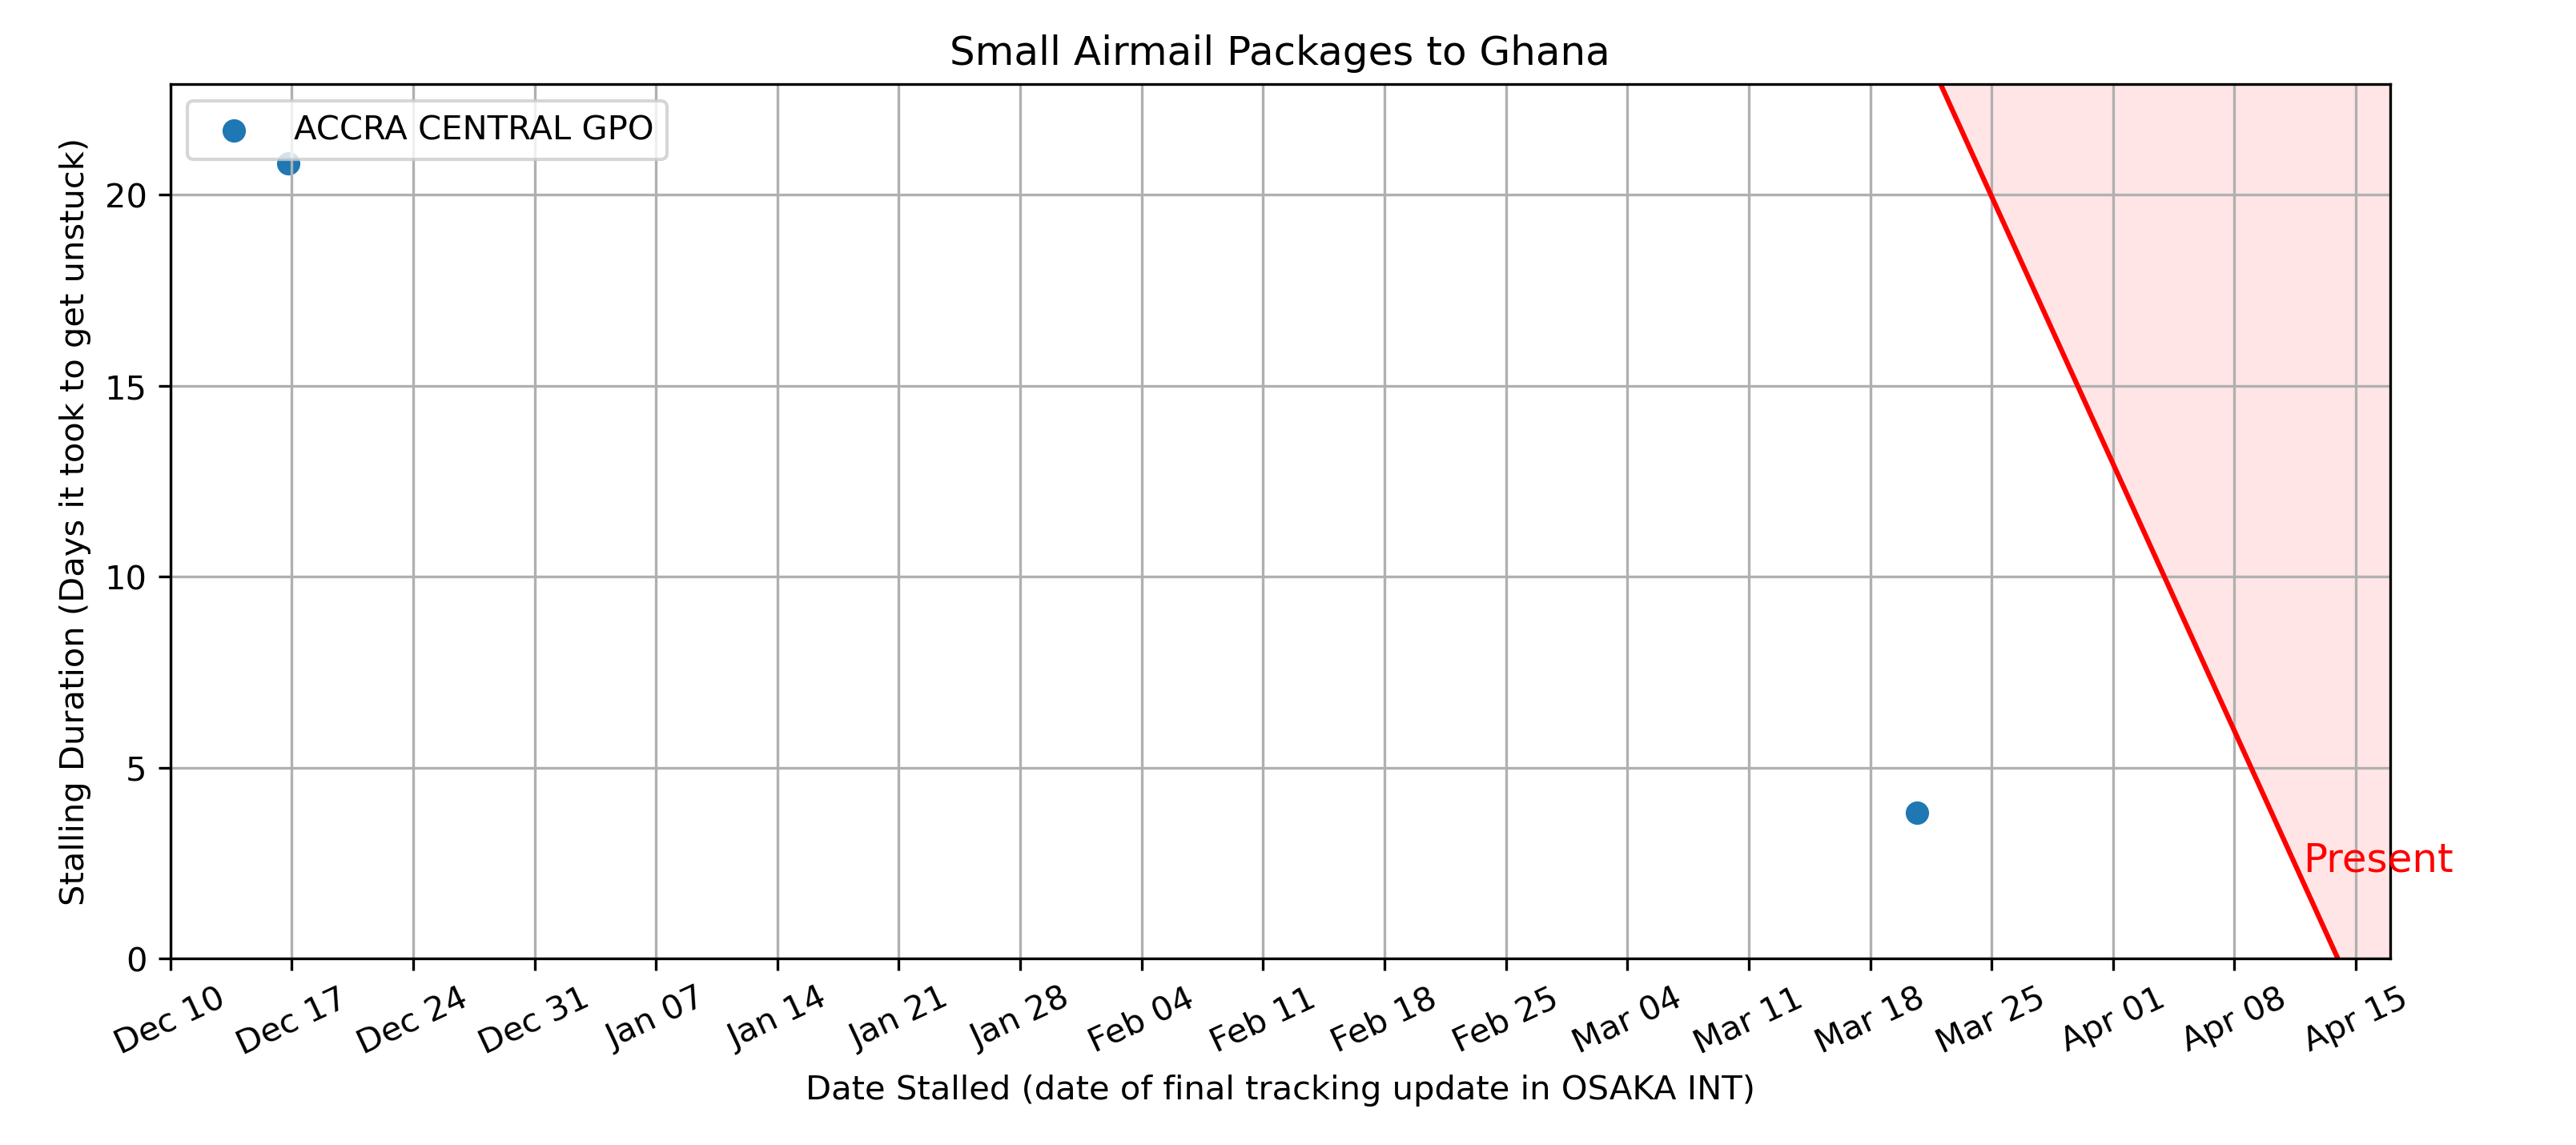 Small Airmail Packages to Ghana
ACCRA CENTRAL GPO
Stalling Duration (Days it took to get unstuck)
20
15
10
5
0
Present
Dec 10
Dec 17
Dec 24
Dec 31
Jan 07
Jan 14
Jan 21
Jan 28
Feb 04
Feb 11
Feb 18
Feb 25
Mar 04
Mar 11
Mar 18
Mar 25
Apr 01
Apr 08
Apr 15
Date Stalled (date of final tracking update in OSAKA INT)